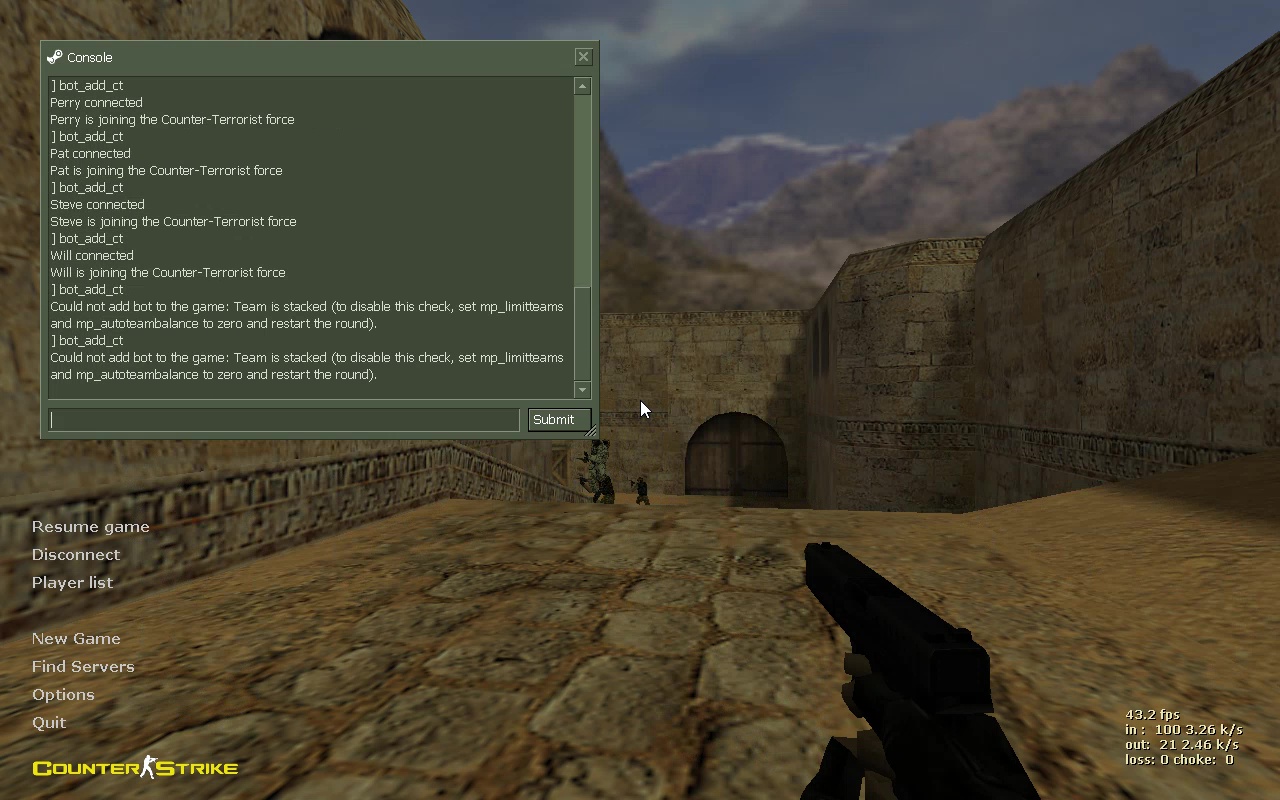 Console
] bot_add_ct
Perry connected
Perry is joining the Counter-Terrorist force
] bot_add_ct
Pat connected
Pat is joining the Counter-Terrorist force
] bot_add_ct
Steve connected
Steve is joining the Counter-Terrorist force
] bot_add_ct
Will connected
Will is joining the Counter-Terrorist force
] bot_add_ct
Could not add bot to the game: Team is stacked (to disable this check, set mp_limitteams
and mp_autoteambalance to zero and restart the round).
] bot_add_ct
Could not add bot to the game: Team is stacked (to disable this check, set mp_limitteams
and mp_autoteambalance to zero and restart the round).
Submit
Resume game
Disconnect
Player list
New Game
Find Servers
Options
Quit
COUNTER STRIKE
43.2 fps
in : 100 3.26 k/s
out: 21 2.46 k/s
loss: 0 choke: 0